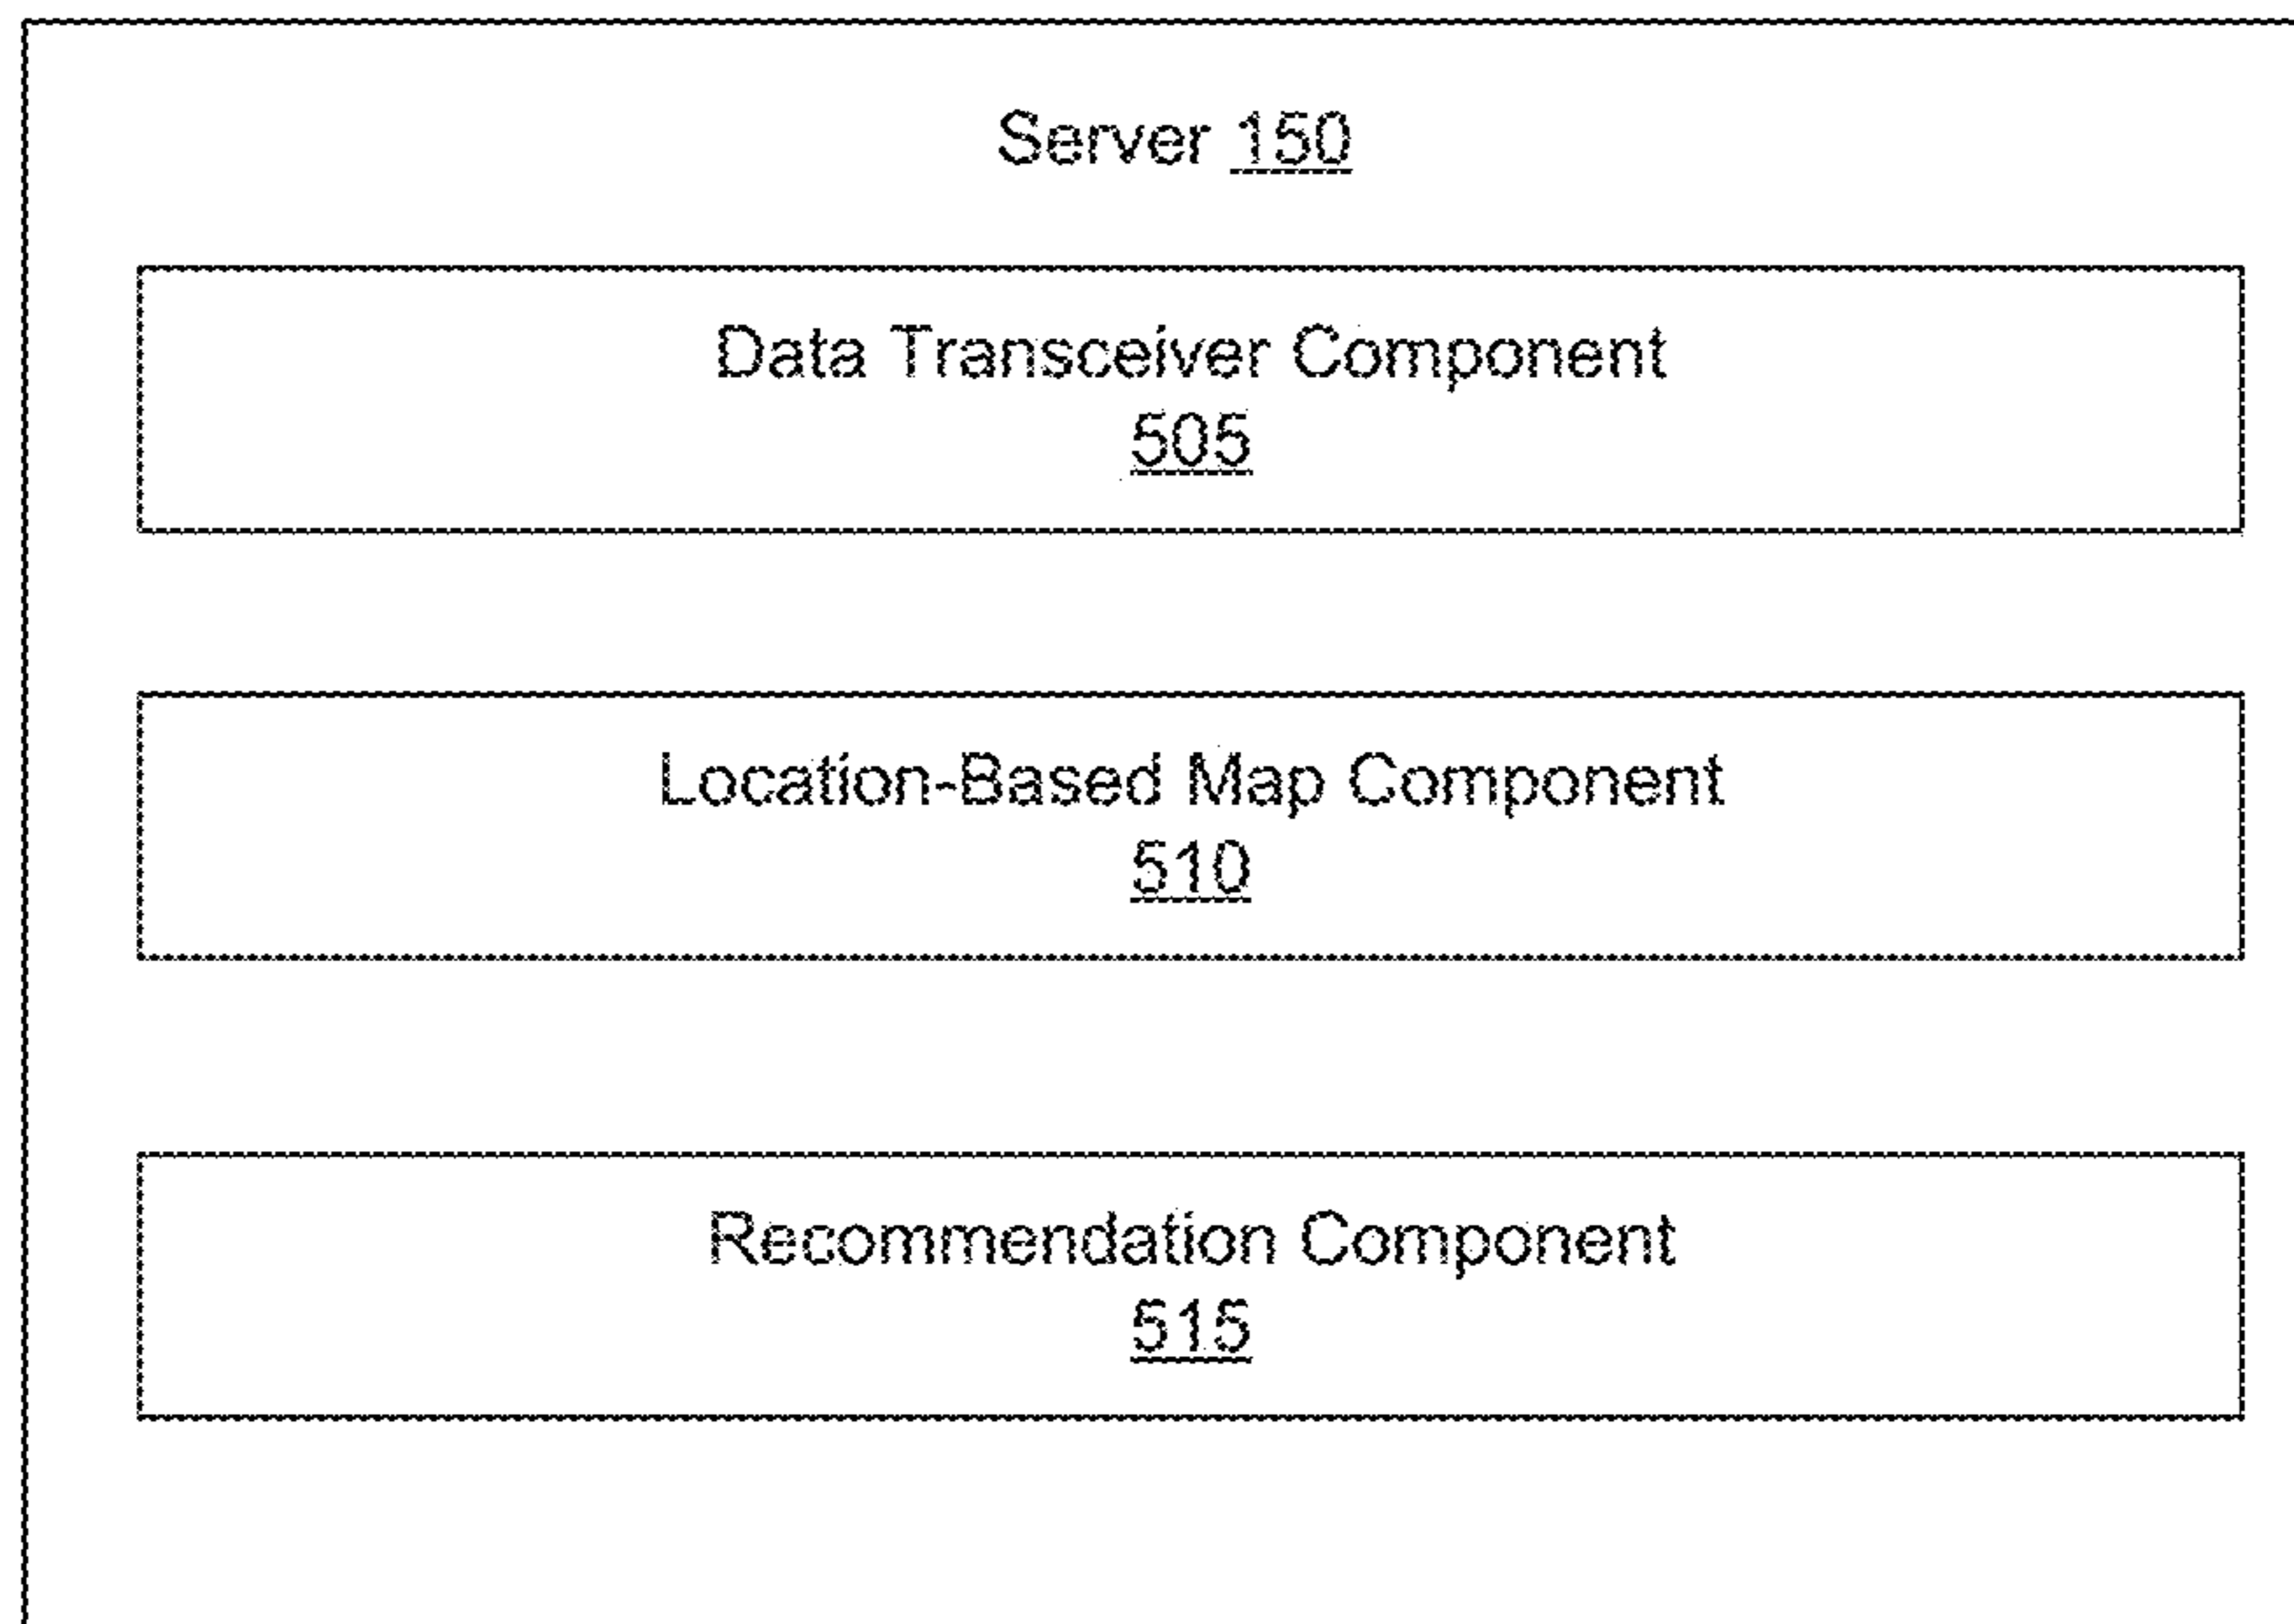 Server 150
Data Transceiver Component
505
Location-Based Map Component
510
Recommendation Component
515